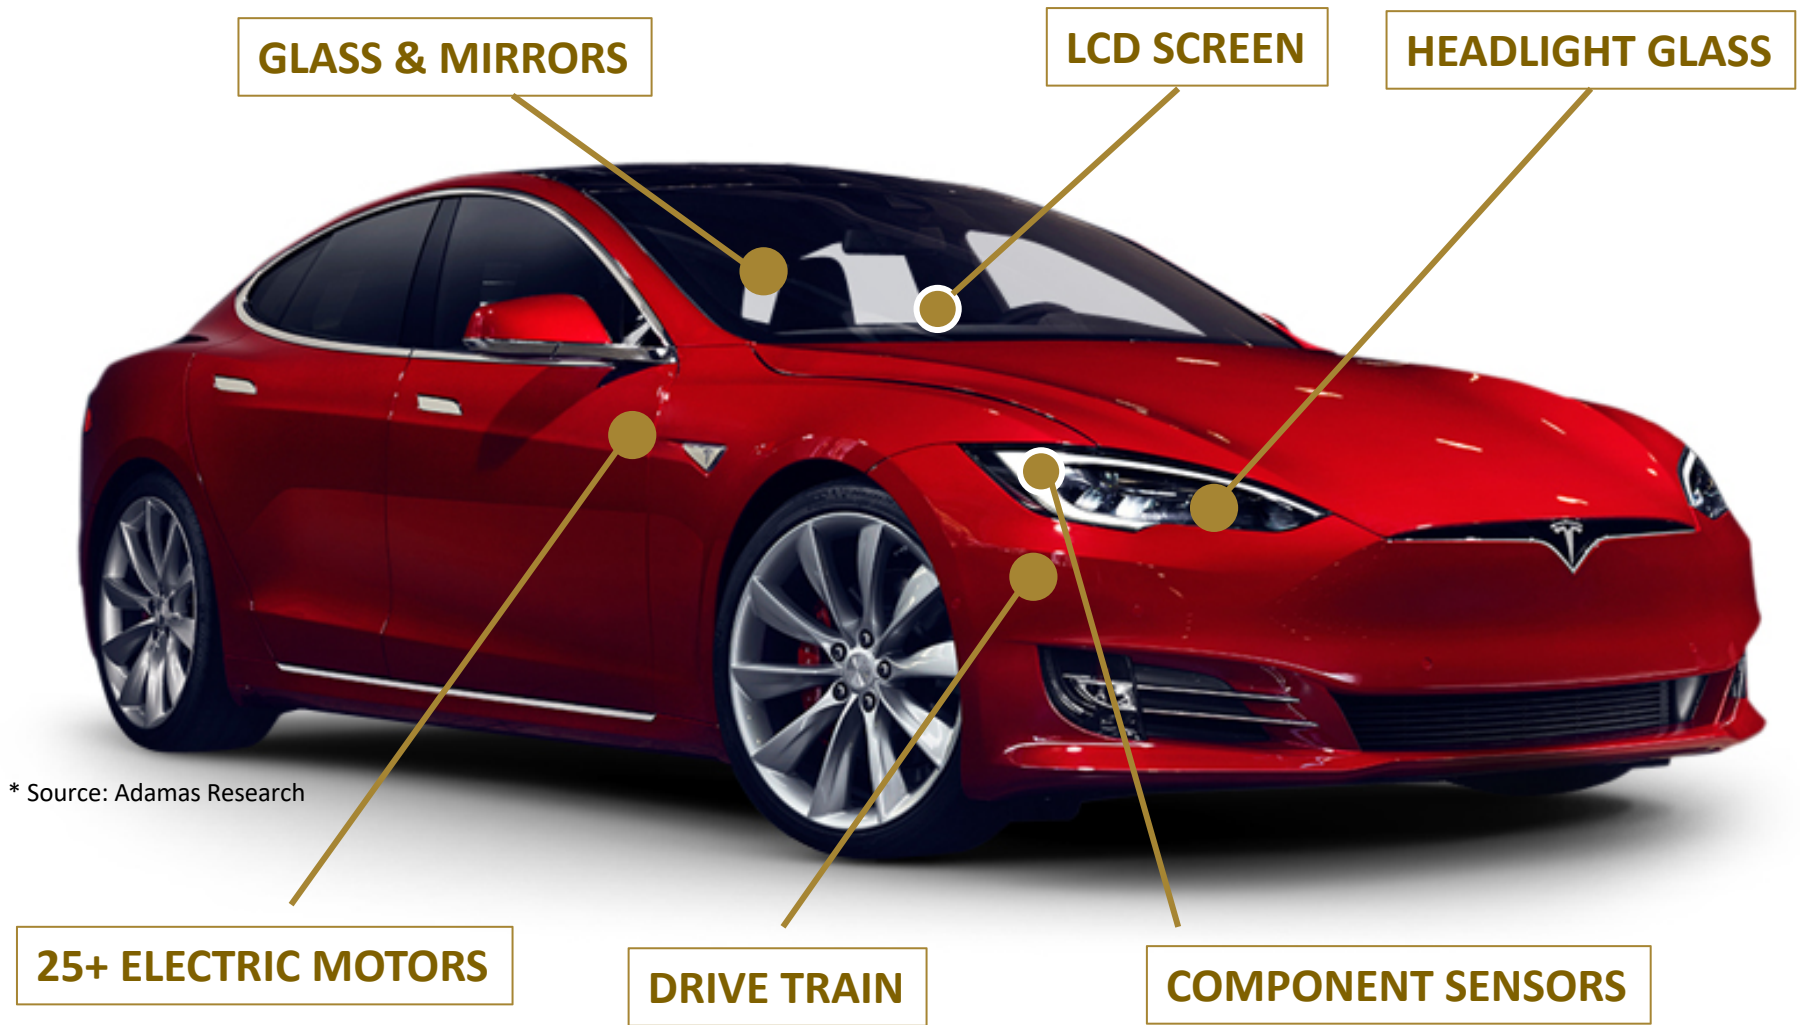 GLASS & MIRRORS
LCD SCREEN
HEADLIGHT GLASS
* Source: Adamas Research
25+ ELECTRIC MOTORS
DRIVE TRAIN
COMPONENT SENSORS